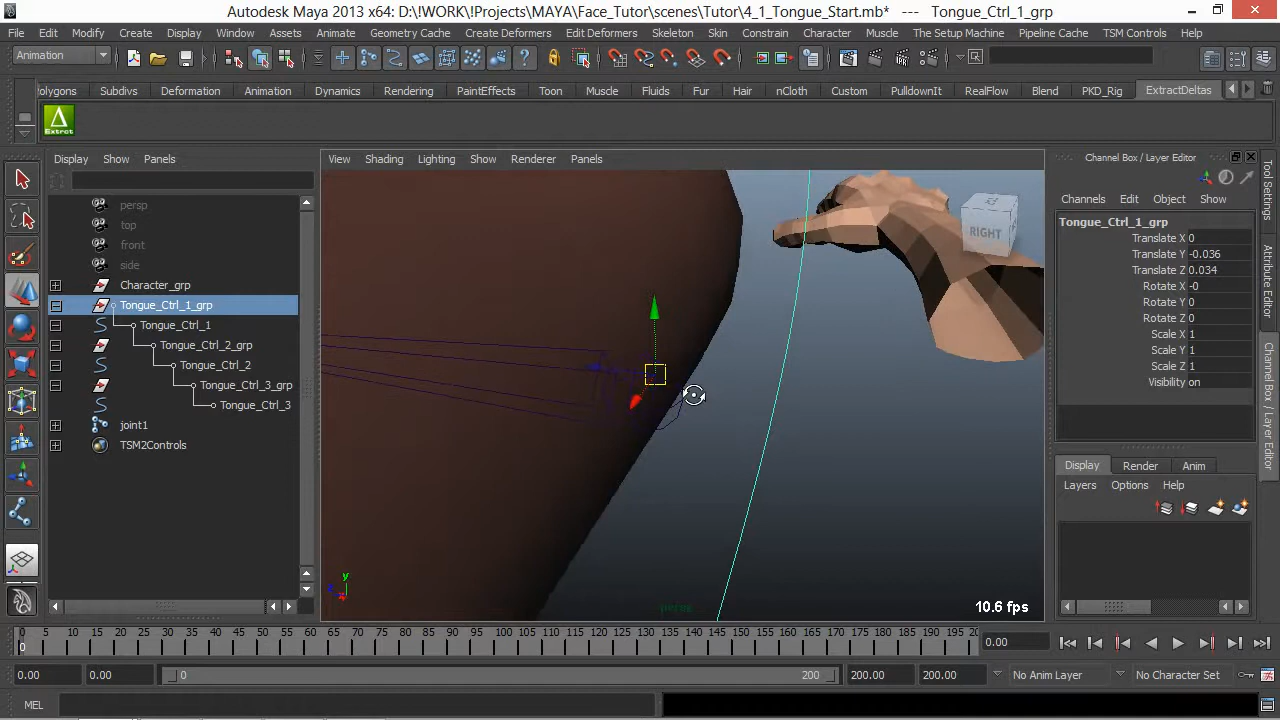 Autodesk Maya 2013 x64: D:\!WORK\!Projects\MAYA\Face_Tutor\scenes\Tutor\4_1_Tongue_Start.mb* --- Tongue_Ctrl_1_grp
File Edit Modify Create Display Window Assets Animate Geometry Cache Create Deformers Edit Deformers Skeleton Skin Constrain Character Muscle The Setup Machine Pipeline Cache TSM Controls Help
Animation
olygons Subdivs Deformation Animation Dynamics Rendering PaintEffects Toon Muscle Fluids Fur Hair nCloth Custom PulldownIt RealFlow Blend PKD_Rig ExtractDeltas
Extrct
Display Show Panels
persp
top
front
side
Character_grp
Tongue_Ctrl_1_grp
Tongue_Ctrl_1
Tongue_Ctrl_2_grp
Tongue_Ctrl_2
Tongue_Ctrl_3_grp
Tongue_Ctrl_3
joint1
TSM2Controls
View Shading Lighting Show Renderer Panels
RIGHT
y
persp
10.6 fps
Channel Box / Layer Editor
Channels Edit Object Show
Tongue_Ctrl_1_grp
Translate X 0
Translate Y -0.036
Translate Z 0.034
Rotate X -0
Rotate Y 0
Rotate Z 0
Scale X 1
Scale Y 1
Scale Z 1
Visibility on
Display Render Anim
Layers Options Help
Tool Settings
Attribute Editor
Channel Box / Layer Editor
0 5 10 15 20 25 30 35 40 45 50 55 60 65 70 75 80 85 90 95 100 105 110 115 120 125 130 135 140 145 150 155 160 165 170 175 180 185 190 195 20
0
0.00
0.00 0.00 0 200 200.00 200.00 No Anim Layer No Character Set
MEL